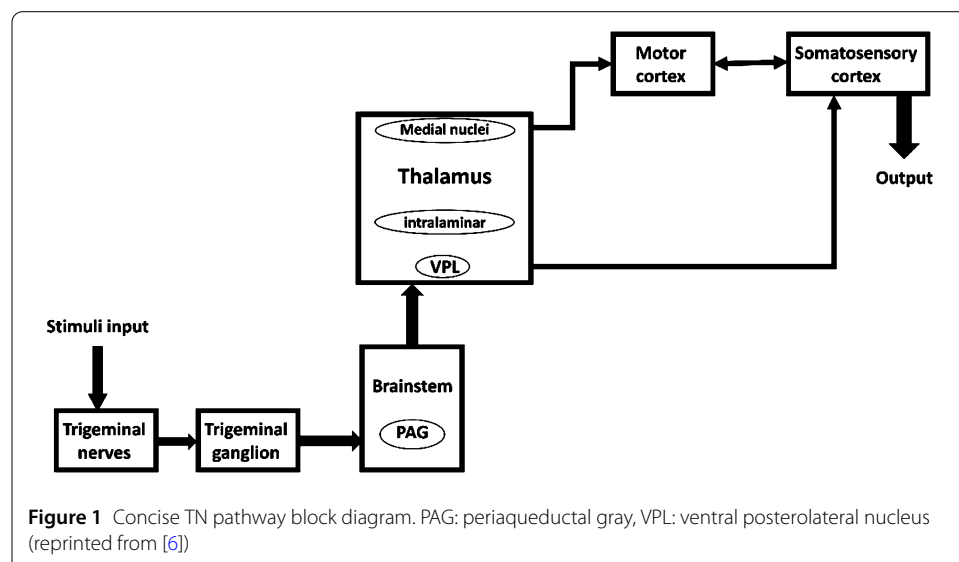 Motor
cortex
Somatosensory
cortex
Medial nuclei
Thalamus
intralaminar
VPL
Output
Stimuli input
Brainstem
PAG
Trigeminal
nerves
Trigeminal
ganglion
Figure 1 Concise TN pathway block diagram. PAG: periaqueductal gray, VPL: ventral posterolateral nucleus
(reprinted from [6])